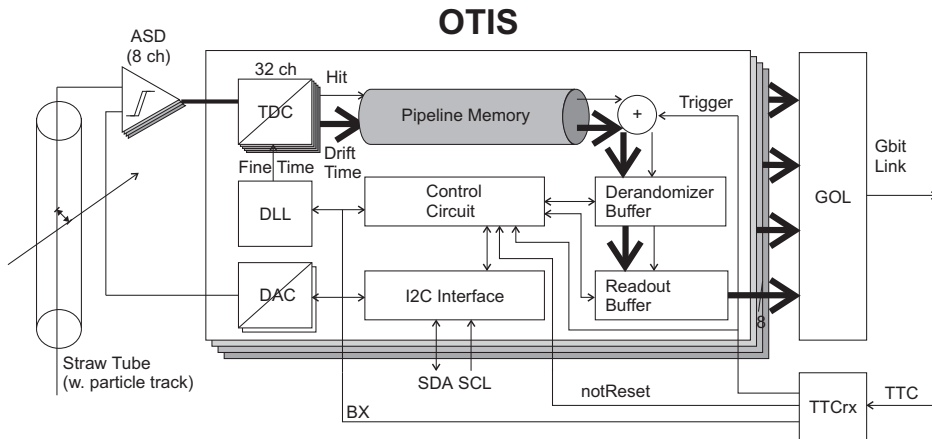 OTIS
ASD
(8 ch)
32 ch
Hit
TDC
Pipeline Memory
+
Trigger
Drift
Time
Fine Time
Gbit
Link
GOL
DLL
Control
Circuit
Derandomizer
Buffer
DAC
I2C Interface
Readout
Buffer
8
Straw Tube
(w. particle track)
SDA SCL
notReset
BX
TTCrx
TTC